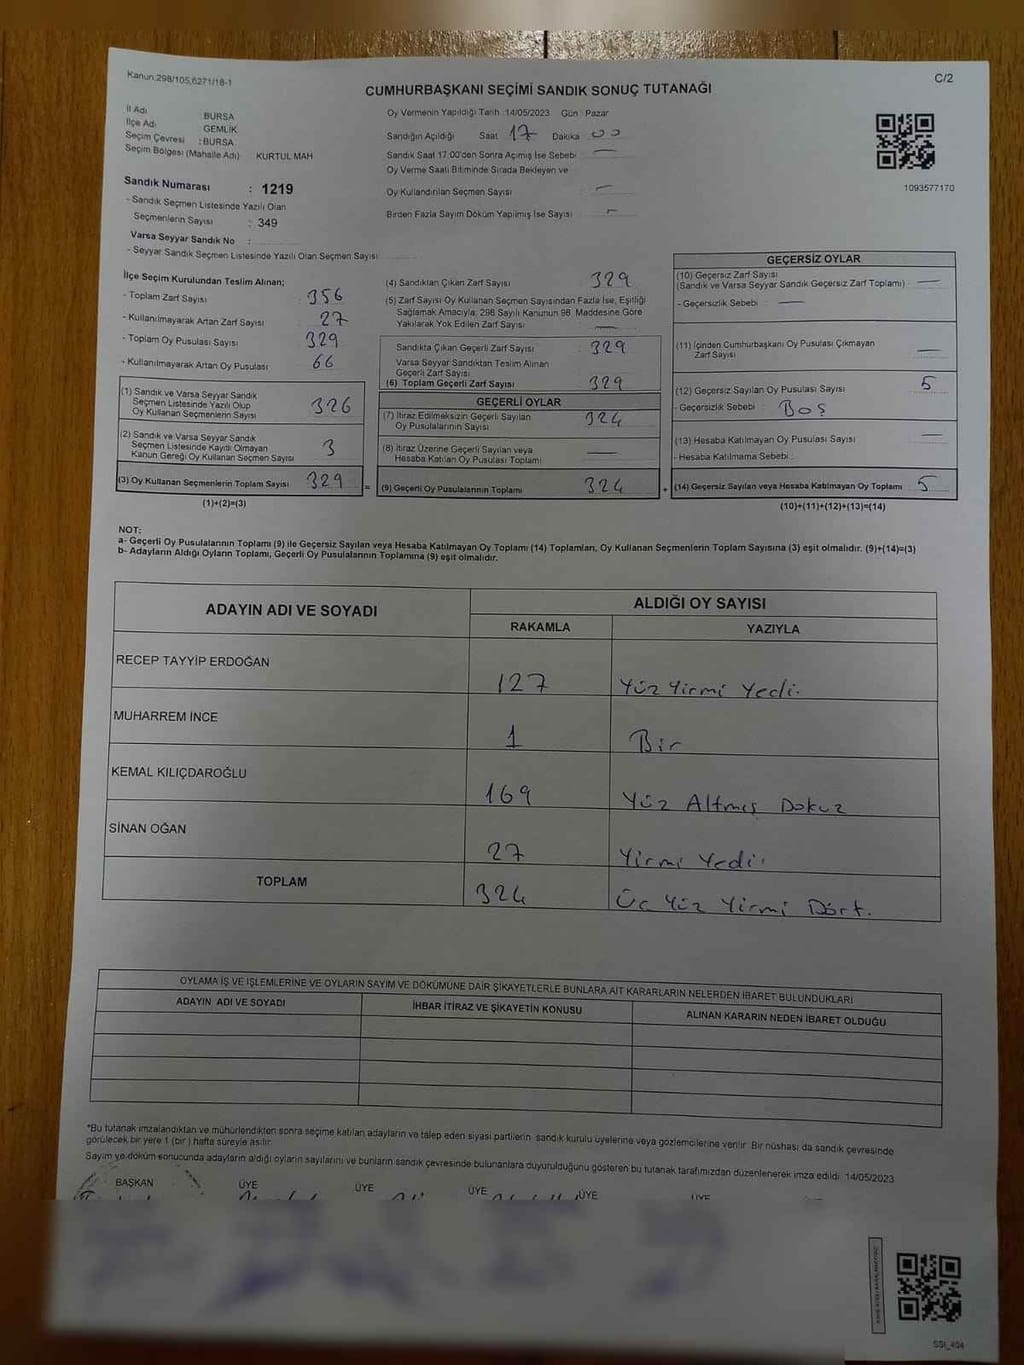 Kanun:298/105,6271/18-1
C/2
CUMHURBAŞKANI SEÇİMİ SANDIK SONUÇ TUTANAĞI
İl Adı BURSA
İlçe Adı : GEMLİK
Seçim Çevresi : BURSA
Seçim Bölgesi (Mahalle Adı) KURTUL MAH
Sandık Numarası : 1219
- Sandık Seçmen Listesinde Yazılı Olan
Seçmenlerin Sayısı : 349
Varsa Seyyar Sandık No :
- Seyyar Sandık Seçmen Listesinde Yazılı Olan Seçmen Sayısı
Oy Vermenin Yapıldığı Tarih :14/05/2023 Gün : Pazar
Sandığın Açıldığı Saat 17 Dakika 00
Sandık Saat 17:00'den Sonra Açılmış İse Sebebi —
Oy Verme Saati Bitiminde Sırada Bekleyen ve
Oy Kullandırılan Seçmen Sayısı —
Birden Fazla Sayım Döküm Yapılmış İse Sayısı —
1093577170
İlçe Seçim Kurulundan Teslim Alınan;
- Toplam Zarf Sayısı 356
- Kullanılmayarak Artan Zarf Sayısı 27
- Toplam Oy Pusulası Sayısı 329
- Kullanılmayarak Artan Oy Pusulası 66
(1) Sandık ve Varsa Seyyar Sandık
Seçmen Listesinde Yazılı Olup
Oy Kullanan Seçmenlerin Sayısı 326
(2) Sandık ve Varsa Seyyar Sandık
Seçmen Listesinde Kaydı Olmayan
Kanun Gereği Oy Kullanan Seçmen Sayısı 3
(3) Oy Kullanan Seçmenlerin Toplam Sayısı 329 =
(1)+(2)=(3)
(4) Sandıktan Çıkan Zarf Sayısı 329
(5) Zarf Sayısı Oy Kullanan Seçmen Sayısından Fazla İse, Eşitliği
Sağlamak Amacıyla; 298 Sayılı Kanunun 98. Maddesine Göre
Yakılarak Yok Edilen Zarf Sayısı —
Sandıkta Çıkan Geçerli Zarf Sayısı 329
Varsa Seyyar Sandıktan Teslim Alınan
Geçerli Zarf Sayısı
(6) Toplam Geçerli Zarf Sayısı 329
GEÇERLİ OYLAR
(7) İtiraz Edilmeksizin Geçerli Sayılan
Oy Pusulalarının Sayısı 324
(8) İtiraz Üzerine Geçerli Sayılan veya
Hesaba Katılan Oy Pusulası Toplamı —
(9) Geçerli Oy Pusulalarının Toplamı 324 +
GEÇERSİZ OYLAR
(10) Geçersiz Zarf Sayısı
(Sandık ve Varsa Seyyar Sandık Geçersiz Zarf Toplamı) —
- Geçersizlik Sebebi : —
(11) İçinden Cumhurbaşkanı Oy Pusulası Çıkmayan
Zarf Sayısı —
(12) Geçersiz Sayılan Oy Pusulası Sayısı 5
- Geçersizlik Sebebi : Boş
(13) Hesaba Katılmayan Oy Pusulası Sayısı —
- Hesaba Katılmama Sebebi :
(14) Geçersiz Sayılan veya Hesaba Katılmayan Oy Toplamı 5
(10)+(11)+(12)+(13)=(14)
NOT:
a- Geçerli Oy Pusulalarının Toplamı (9) ile Geçersiz Sayılan veya Hesaba Katılmayan Oy Toplamı (14) Toplamları, Oy Kullanan Seçmenlerin Toplam Sayısına (3) eşit olmalıdır. (9)+(14)=(3)
b- Adayların Aldığı Oyların Toplamı, Geçerli Oy Pusulalarının Toplamına (9) eşit olmalıdır.
ADAYIN ADI VE SOYADI
ALDIĞI OY SAYISI
RAKAMLA YAZIYLA
RECEP TAYYİP ERDOĞAN 127 Yüz Yirmi Yedi.
MUHARREM İNCE 1 Bir
KEMAL KILIÇDAROĞLU 169 Yüz Altmış Dokuz
SİNAN OĞAN 27 Yirmi Yedi.
TOPLAM 324 Üç Yüz Yirmi Dört.
OYLAMA İŞ VE İŞLEMLERİNE VE OYLARIN SAYIM VE DÖKÜMÜNE DAİR ŞİKAYETLERLE BUNLARA AİT KARARLARIN NELERDEN İBARET BULUNDUKLARI
ADAYIN ADI VE SOYADI İHBAR İTİRAZ VE ŞİKAYETİN KONUSU ALINAN KARARIN NEDEN İBARET OLDUĞU
*Bu tutanak imzalandıktan ve mühürlendikten sonra seçime katılan adayların ve talep eden siyasi partilerin sandık kurulu üyelerine veya gözlemcilerine verilir. Bir nüshası da sandık çevresinde
görülecek bir yere 1 (bir ) hafta süreyle asılır.
Sayım ve döküm sonucunda adayların aldığı oyların sayılarını ve bunların sandık çevresinde bulunanlara duyurulduğunu gösteren bu tutanak tarafımızdan düzenlenerek imza edildi. 14/05/2023
BAŞKAN ÜYE ÜYE ÜYE ÜYE ÜYE